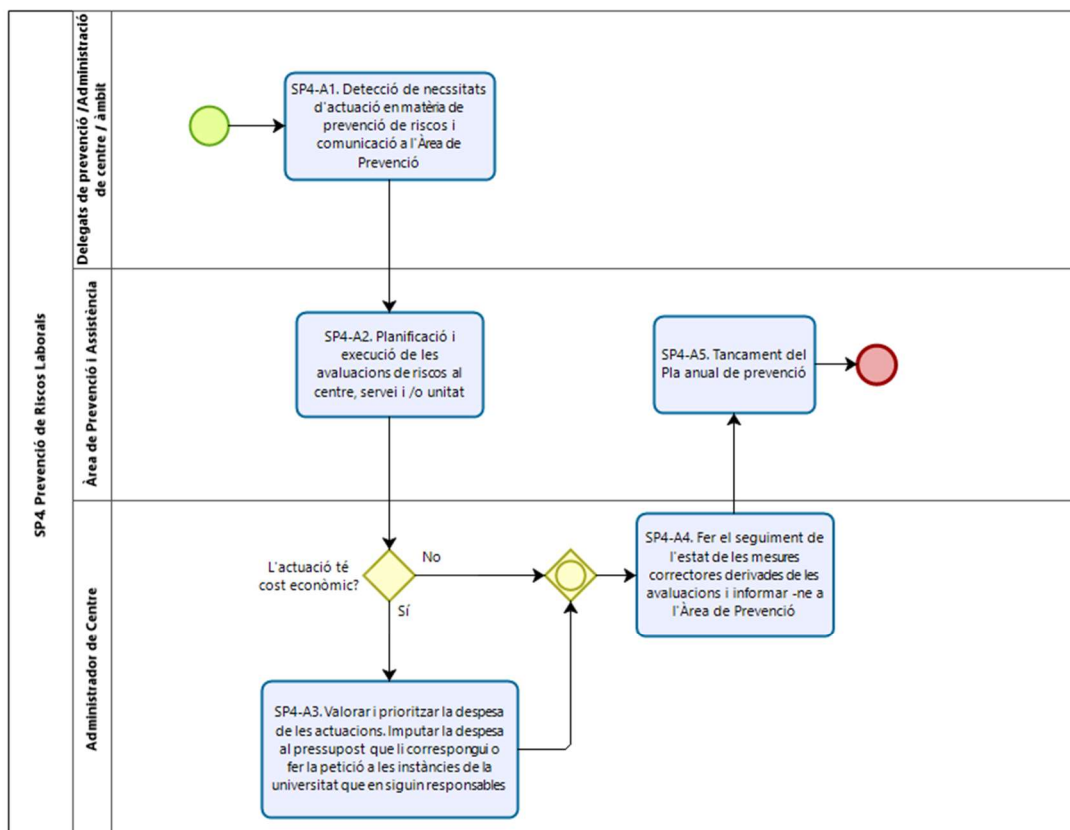 SP4. Prevenció de Riscos Laborals
Delegats de prevenció /Administració
de centre / àmbit
SP4-A1. Detecció de necssitats
d'actuació en matèria de
prevenció de riscos i
comunicació a l'Àrea de
Prevenció
Àrea de Prevenció i Assistència
SP4-A2. Planificació i
execució de les
avaluacions de riscos al
centre, servei i /o unitat
SP4-A5. Tancament del
Pla anual de prevenció
Administrador de Centre
L'actuació té
cost econòmic?
No
Sí
SP4-A4. Fer el seguiment de
l'estat de les mesures
correctores derivades de les
avaluacions i informar -ne a
l'Àrea de Prevenció
SP4-A3. Valorar i prioritzar la despesa
de les actuacions. Imputar la despesa
al pressupost que li correspongui o
fer la petició a les instàncies de la
universitat que en siguin responsables